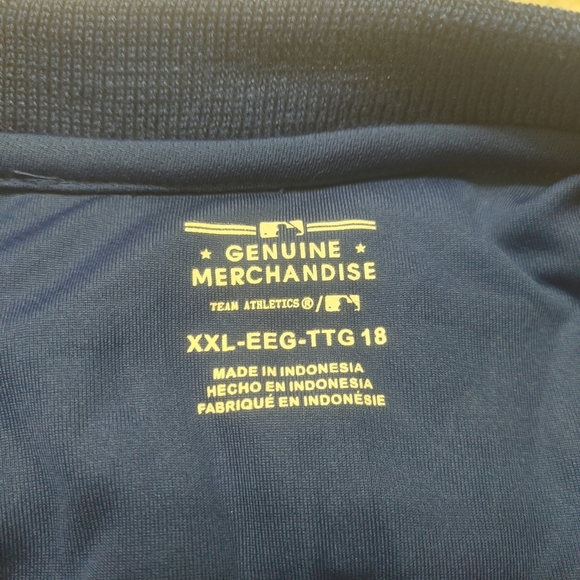 ★ GENUINE ★
MERCHANDISE
TEAM ATHLETICS®/
XXL-EEG-TTG 18
MADE IN INDONESIA
HECHO EN INDONESIA
FABRIQUÉ EN INDONÉSIE